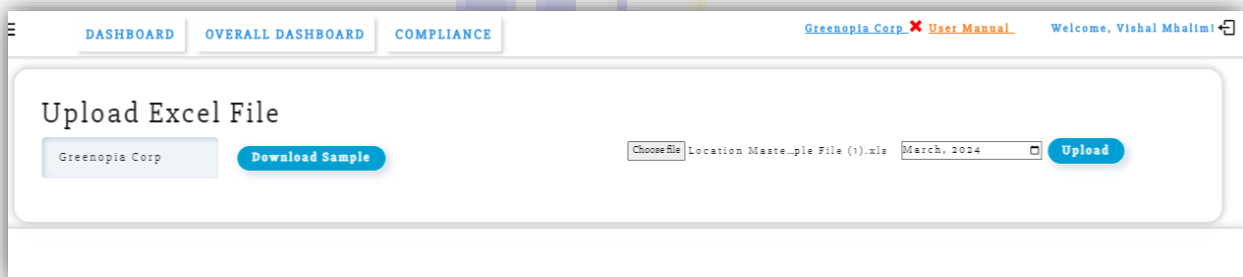 DASHBOARD OVERALL DASHBOARD COMPLIANCE Greenopia Corp User Manual Welcome, Vishal Mhalim!
Upload Excel File
Greenopia Corp Download Sample Choose file Location Maste...ple File (1).xls March, 2024 Upload